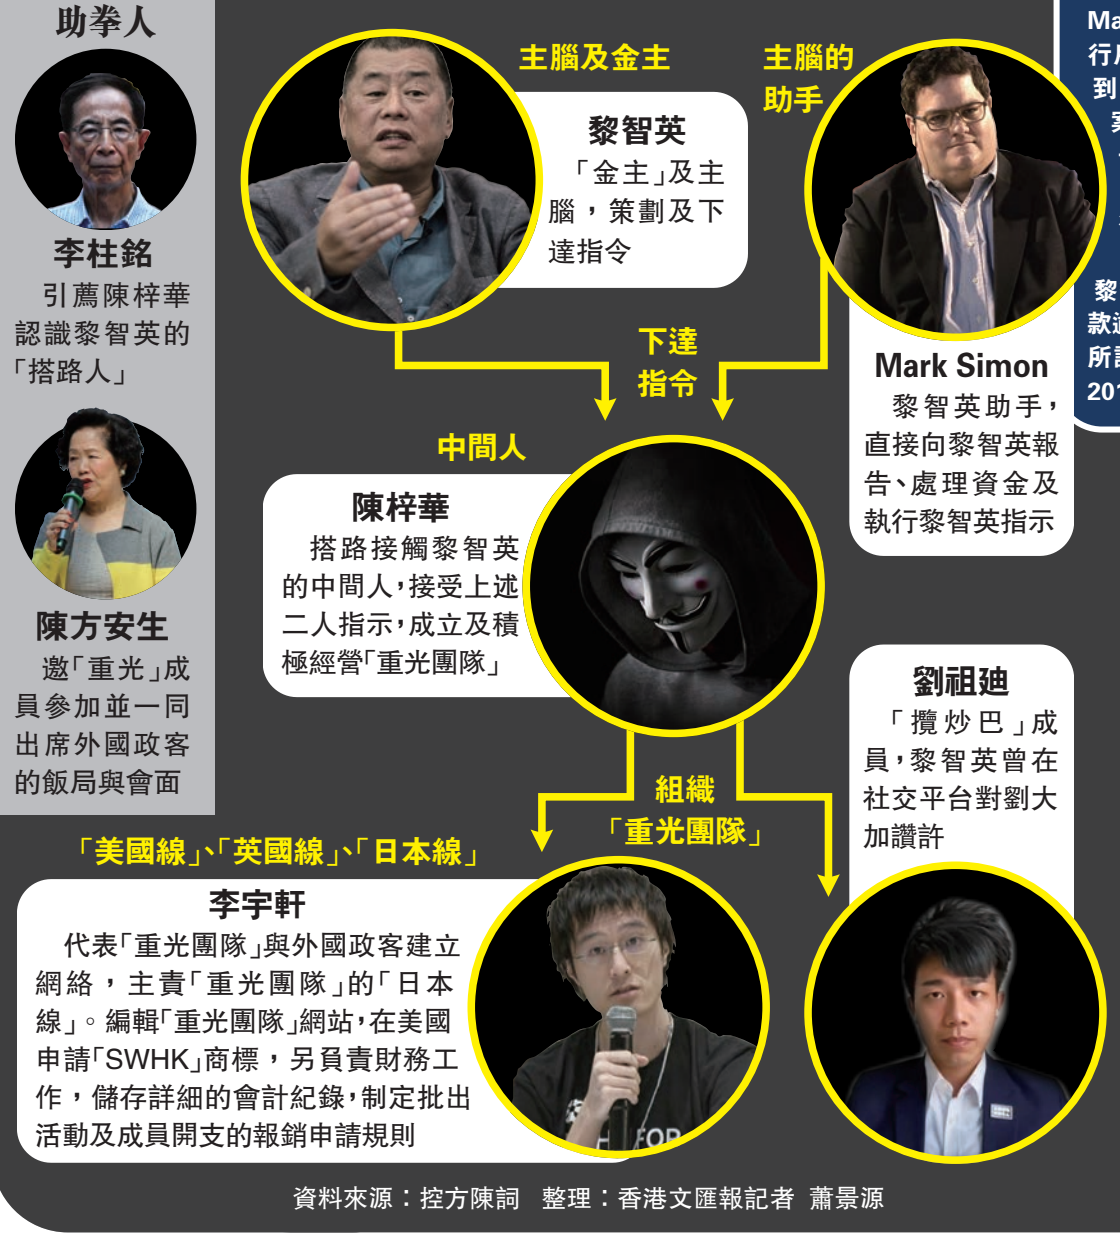 助拳人
李柱銘
引薦陳梓華
認識黎智英的
「搭路人」
陳方安生
邀「重光」成
員參加並一同
出席外國政客
的飯局與會面
主腦及金主
黎智英
「金主」及主
腦，策劃及下
達指令
主腦的
助手
Mark Simon
黎智英助手，
直接向黎智英報
告、處理資金及
執行黎智英指示
下達
指令
中間人
陳梓華
搭路接觸黎智英
的中間人，接受上述
二人指示，成立及積
極經營「重光團隊」
組織
「重光團隊」
劉祖廸
「攬炒巴」成
員，黎智英曾在
社交平台對劉大
加讚許
「美國線」、「英國線」、「日本線」
李宇軒
代表「重光團隊」與外國政客建立
網絡，主責「重光團隊」的「日本
線」。編輯「重光團隊」網站，在美國
申請「SWHK」商標，另負責財務工
作，儲存詳細的會計紀錄，制定批出
活動及成員開支的報銷申請規則
FOR
資料來源：控方陳詞 整理：香港文匯報記者 蕭景源
Ma
行
到
黎
款
所
201